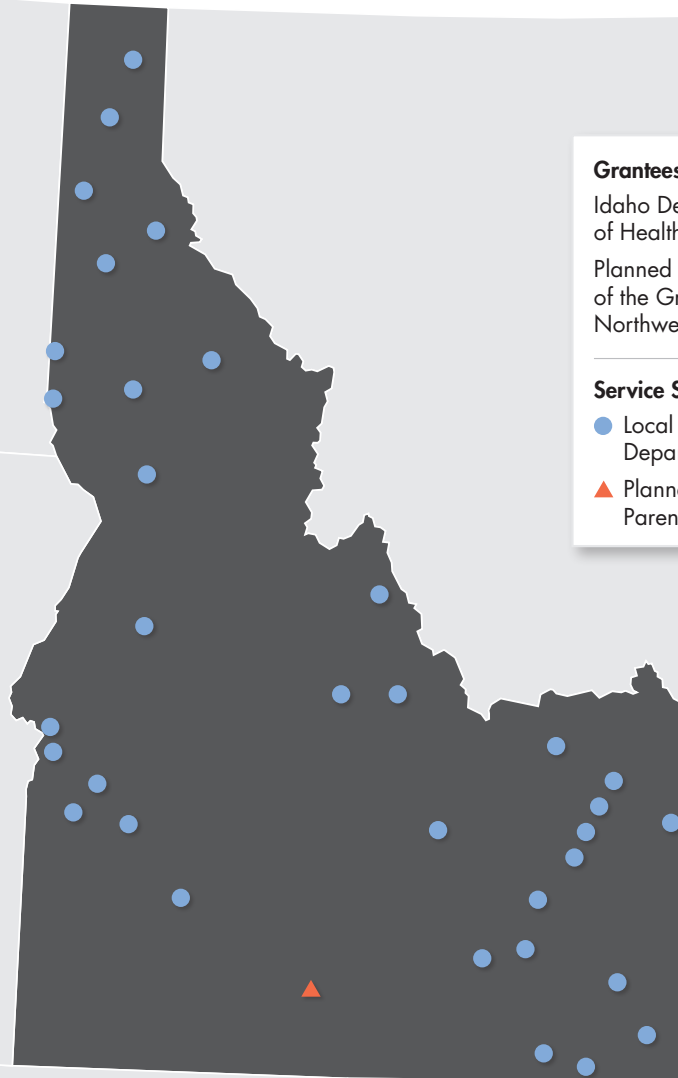 Grantees
Idaho De
of Health
Planned
of the Gr
Northwe
Service S
Local
Depa
Planne
Paren